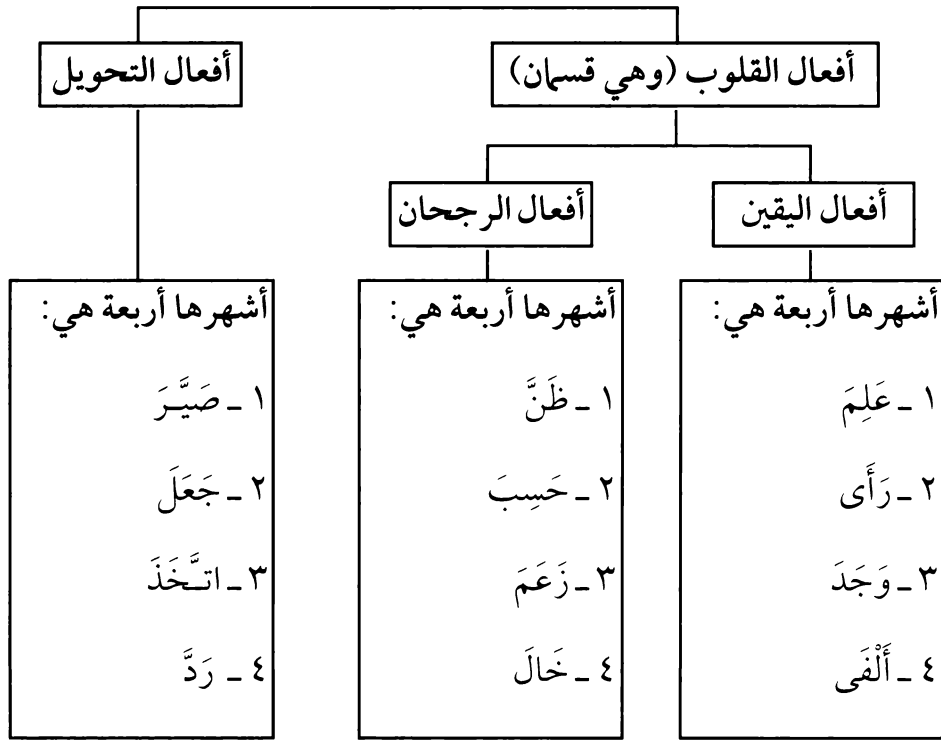 أفعال القلوب (وهي قسمان)
أفعال التحويل
أفعال اليقين
أفعال الرجحان
أشهرها أربعة هي:
١ ـ عَلِمَ
٢ ـ رَأَى
٣ ـ وَجَدَ
٤ ـ أَلْفَى
أشهرها أربعة هي:
١ ـ ظَنَّ
٢ ـ حَسِبَ
٣ ـ زَعَمَ
٤ ـ خَالَ
أشهرها أربعة هي:
١ ـ صَيَّرَ
٢ ـ جَعَلَ
٣ ـ اتَّخَذَ
٤ ـ رَدَّ